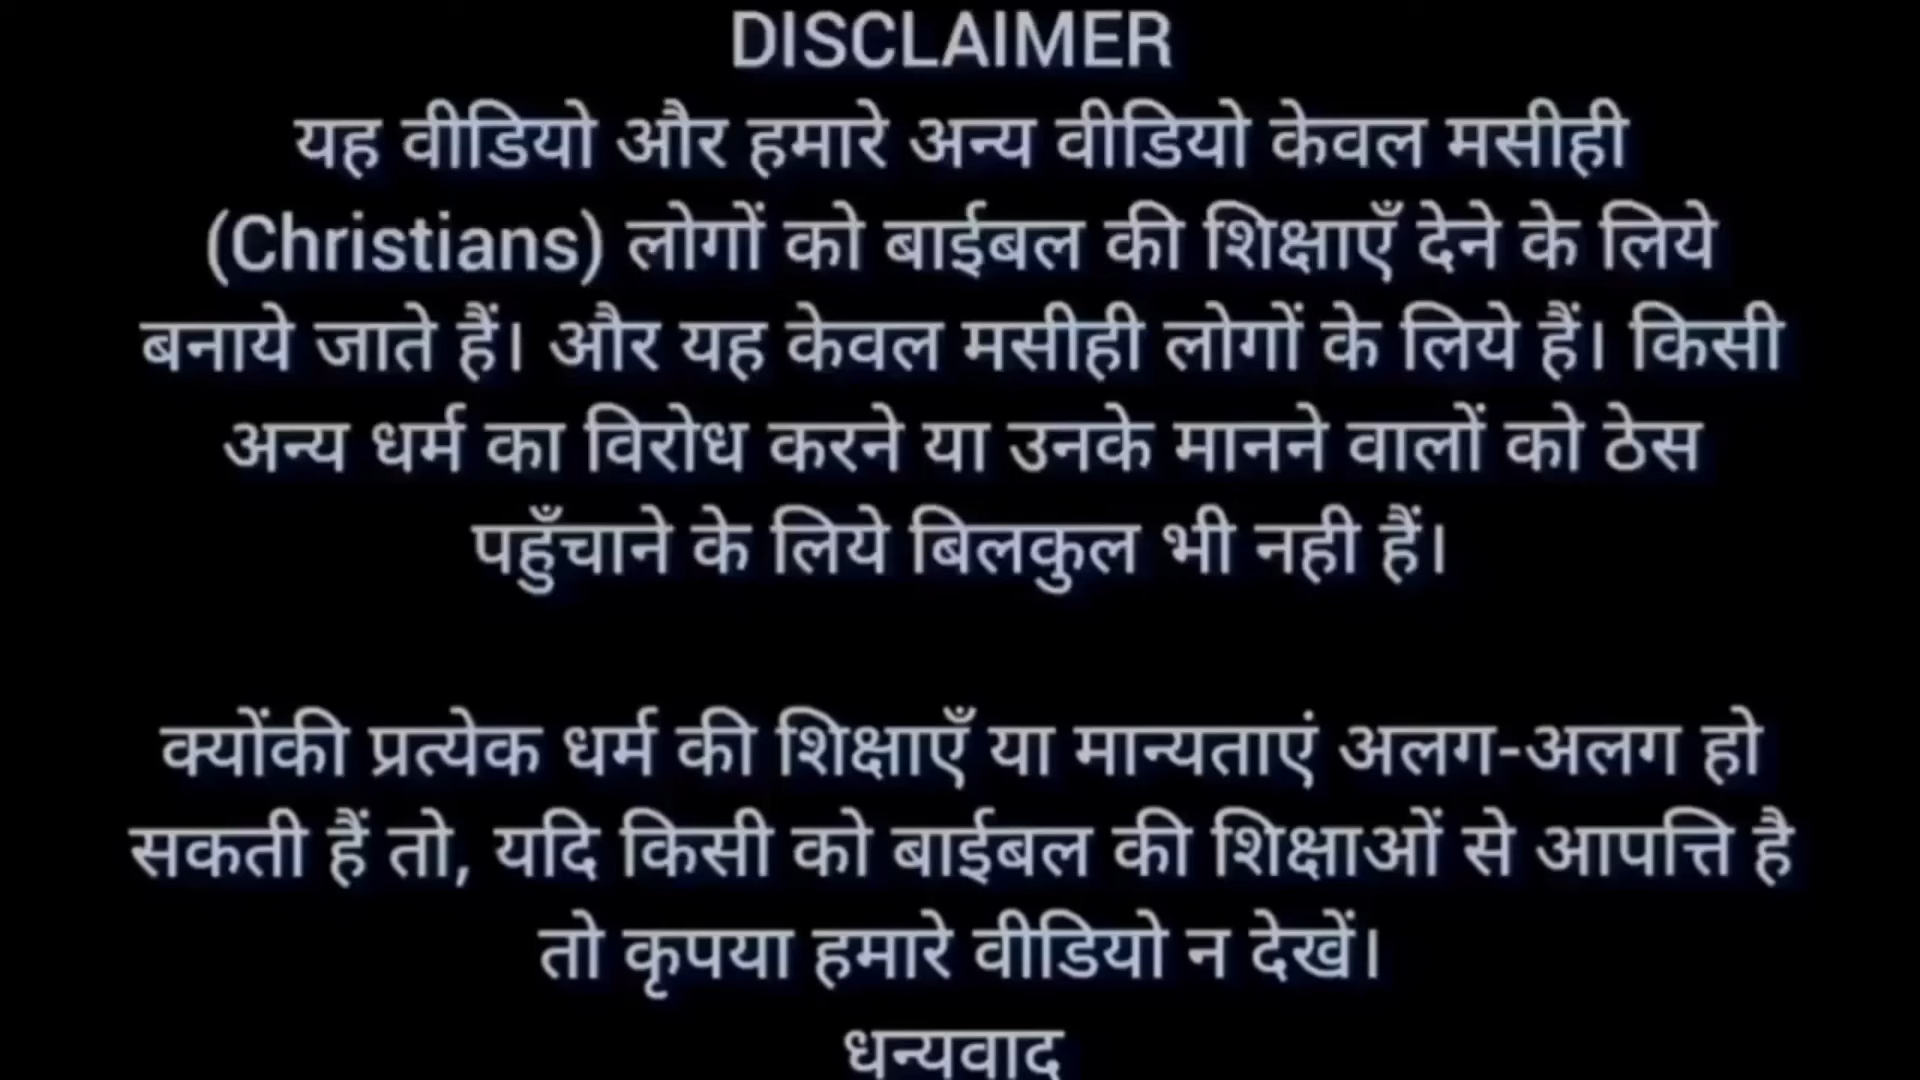 DISCLAIMER
यह वीडियो और हमारे अन्य वीडियो केवल मसीही
(Christians) लोगों को बाईबल की शिक्षाएँ देने के लिये
बनाये जाते हैं। और यह केवल मसीही लोगों के लिये हैं। किसी
अन्य धर्म का विरोध करने या उनके मानने वालों को ठेस
पहुँचाने के लिये बिलकुल भी नही हैं।
क्योंकी प्रत्येक धर्म की शिक्षाएँ या मान्यताएं अलग-अलग हो
सकती हैं तो, यदि किसी को बाईबल की शिक्षाओं से आपत्ति है
तो कृपया हमारे वीडियो न देखें।
धन्यवाद